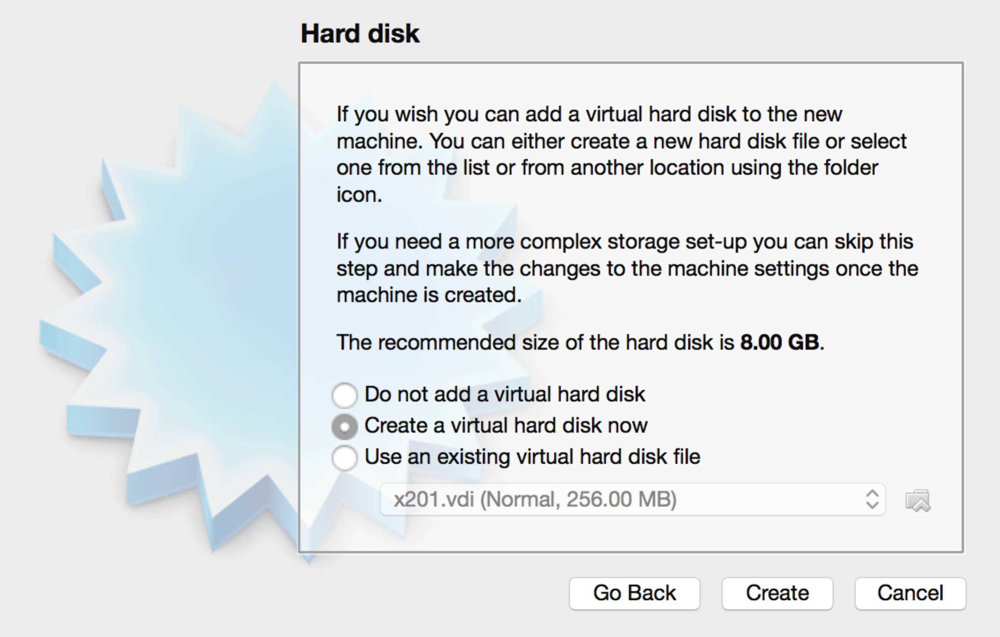 Hard disk
If you wish you can add a virtual hard disk to the new
machine. You can either create a new hard disk file or select
one from the list or from another location using the folder
icon.
If you need a more complex storage set-up you can skip this
step and make the changes to the machine settings once the
machine is created.
The recommended size of the hard disk is 8.00 GB.
Do not add a virtual hard disk
Create a virtual hard disk now
Use an existing virtual hard disk file
x201.vdi (Normal, 256.00 MB)
Go Back
Create
Cancel